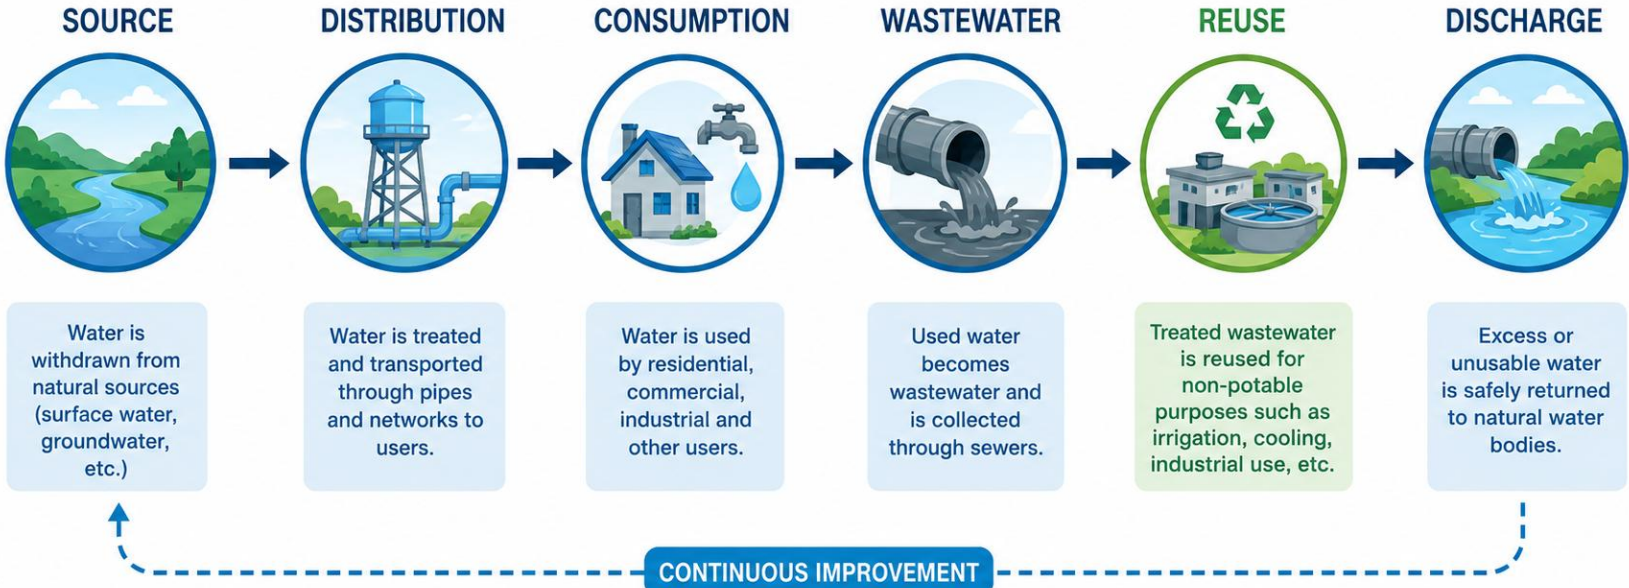 SOURCE
DISTRIBUTION
CONSUMPTION
WASTEWATER
REUSE
DISCHARGE
Water is
withdrawn from
natural sources
(surface water,
groundwater,
etc.)
Water is treated
and transported
through pipes
and networks to
users.
Water is used
by residential,
commercial,
industrial and
other users.
Used water
becomes
wastewater and
is collected
through sewers.
Treated wastewater
is reused for
non-potable
purposes such as
irrigation, cooling,
industrial use, etc.
Excess or
unusable water
is safely returned
to natural water
bodies.
CONTINUOUS IMPROVEMENT